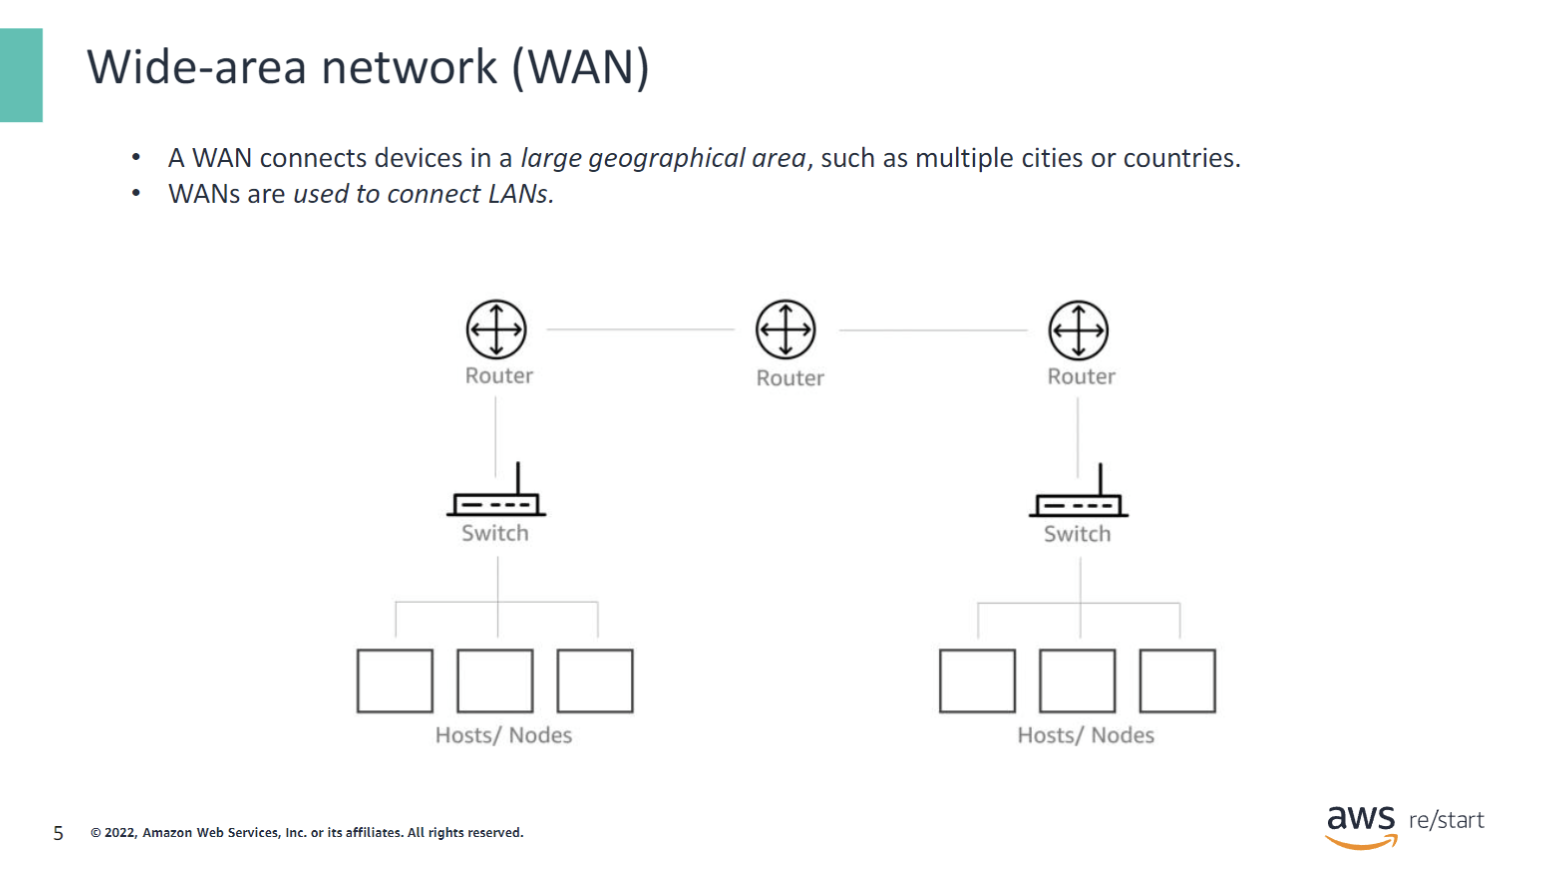 Wide-area network (WAN)
• A WAN connects devices in a large geographical area, such as multiple cities or countries.
• WANs are used to connect LANs.
Router
Router
Router
Switch
Switch
Hosts/ Nodes
Hosts/ Nodes
5
© 2022, Amazon Web Services, Inc. or its affiliates. All rights reserved.
aws re/start